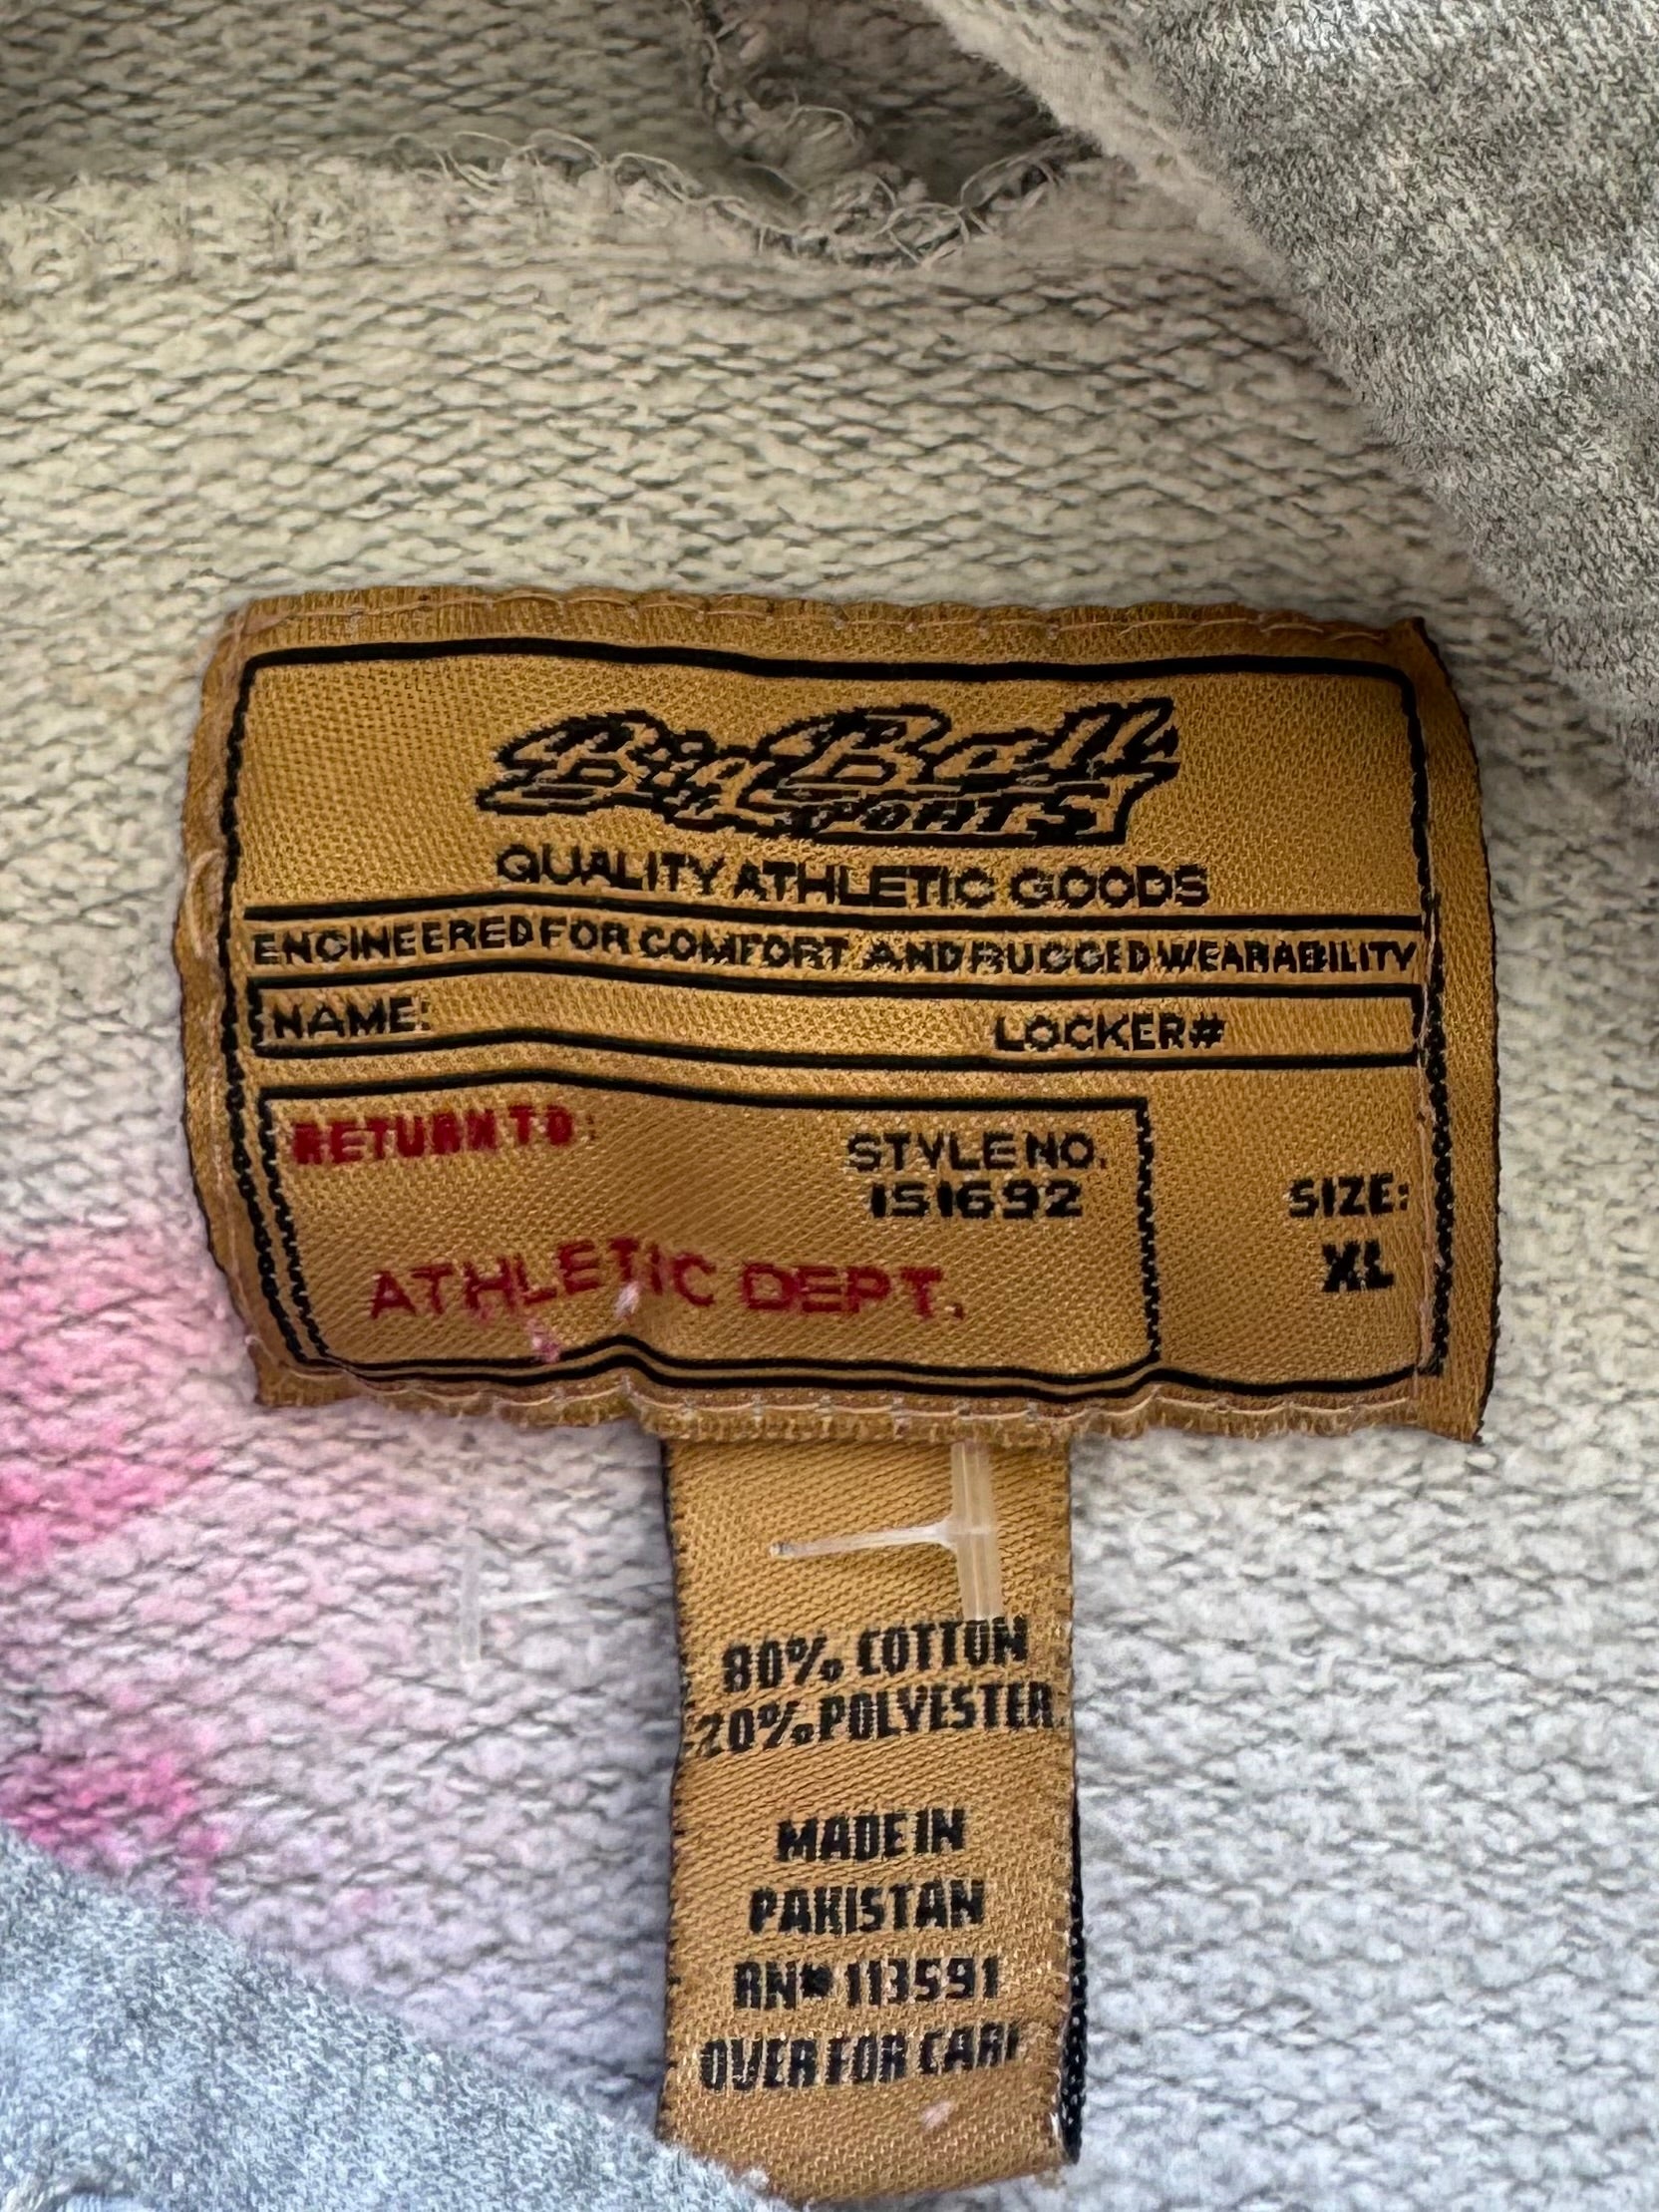 Big Ball
SPORTS
QUALITY ATHLETIC GOODS
ENGINEERED FOR COMFORT AND RUGGED WEARABILITY
NAME: LOCKER#
RETURN TO:
STYLE NO.
1S1692
SIZE:
XL
ATHLETIC DEPT.
80% COTTON
20% POLYESTER
MADE IN
PAKISTAN
RN# 113591
OVER FOR CARE